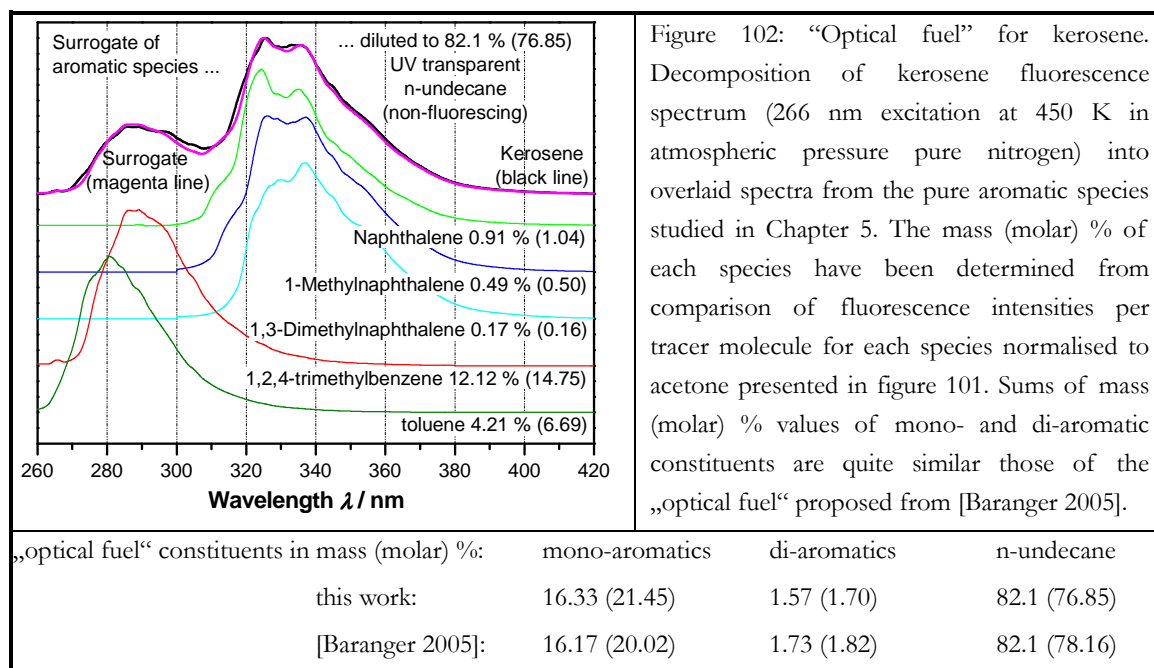 Surrogate of
aromatic species ...
... diluted to 82.1 % (76.85)
UV transparent
n-undecane
(non-fluorescing)
Surrogate
(magenta line)
Kerosene
(black line)
Naphthalene 0.91 % (1.04)
1-Methylnaphthalene 0.49 % (0.50)
1,3-Dimethylnaphthalene 0.17 % (0.16)
1,2,4-trimethylbenzene 12.12 % (14.75)
toluene 4.21 % (6.69)
260 280 300 320 340 360 380 400 420
Wavelength λ / nm
Figure 102: “Optical fuel” for kerosene.
Decomposition of kerosene fluorescence
spectrum (266 nm excitation at 450 K in
atmospheric pressure pure nitrogen) into
overlaid spectra from the pure aromatic species
studied in Chapter 5. The mass (molar) % of
each species have been determined from
comparison of fluorescence intensities per
tracer molecule for each species normalised to
acetone presented in figure 101. Sums of mass
(molar) % values of mono- and di-aromatic
constituents are quite similar those of the
„optical fuel“ proposed from [Baranger 2005].
„optical fuel“ constituents in mass (molar) %: mono-aromatics di-aromatics n-undecane
this work: 16.33 (21.45) 1.57 (1.70) 82.1 (76.85)
[Baranger 2005]: 16.17 (20.02) 1.73 (1.82) 82.1 (78.16)